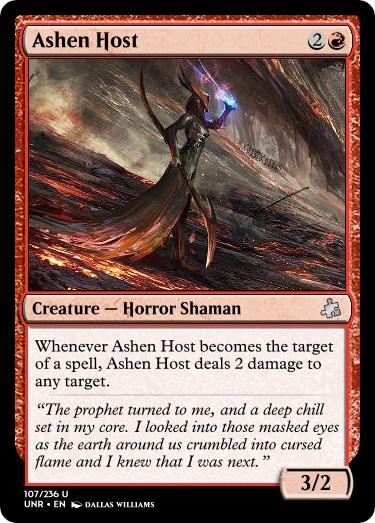 Ashen Host 2
Creature — Horror Shaman
Whenever Ashen Host becomes the target
of a spell, Ashen Host deals 2 damage to
any target.
“The prophet turned to me, and a deep chill
set in my core. I looked into those masked eyes
as the earth around us crumbled into cursed
flame and I knew that I was next.”
3/2
107/236 U
UNR • EN DALLAS WILLIAMS